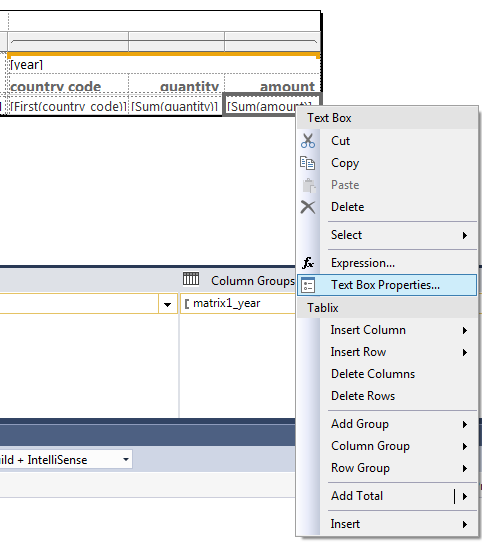 [year]
country code quantity amount
[First(country_code)] [Sum(quantity)] [Sum(amount)]
Text Box
Cut
Copy
Paste
Delete
Select
fx Expression...
Column Groups
Text Box Properties...
[ matrix1_year
Tablix
Insert Column
Insert Row
Delete Columns
Delete Rows
Add Group
Column Group
ild + IntelliSense
Row Group
Add Total
Insert